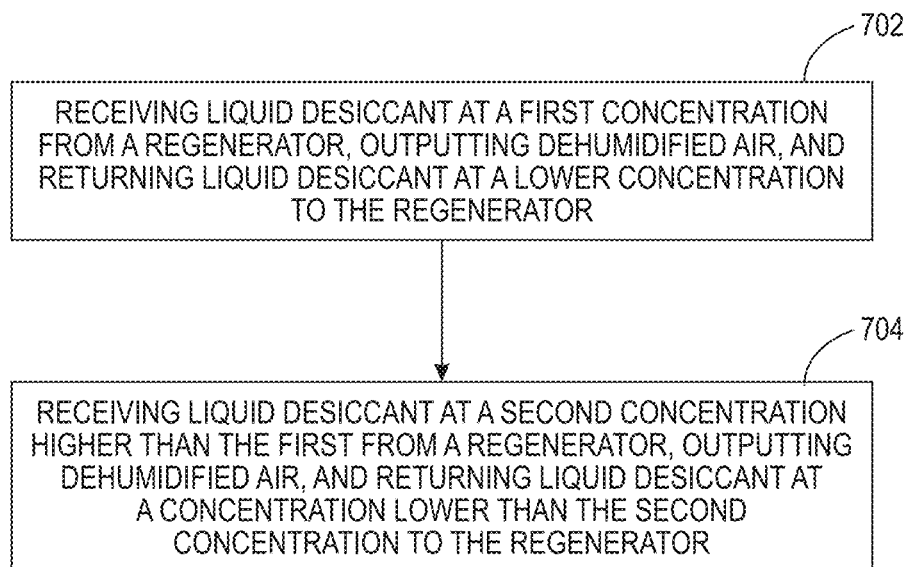 702
RECEIVING LIQUID DESICCANT AT A FIRST CONCENTRATION
FROM A REGENERATOR, OUTPUTTING DEHUMIDIFIED AIR, AND
RETURNING LIQUID DESICCANT AT A LOWER CONCENTRATION
TO THE REGENERATOR
704
RECEIVING LIQUID DESICCANT AT A SECOND CONCENTRATION
HIGHER THAN THE FIRST FROM A REGENERATOR, OUTPUTTING
DEHUMIDIFIED AIR, AND RETURNING LIQUID DESICCANT AT
A CONCENTRATION LOWER THAN THE SECOND
CONCENTRATION TO THE REGENERATOR